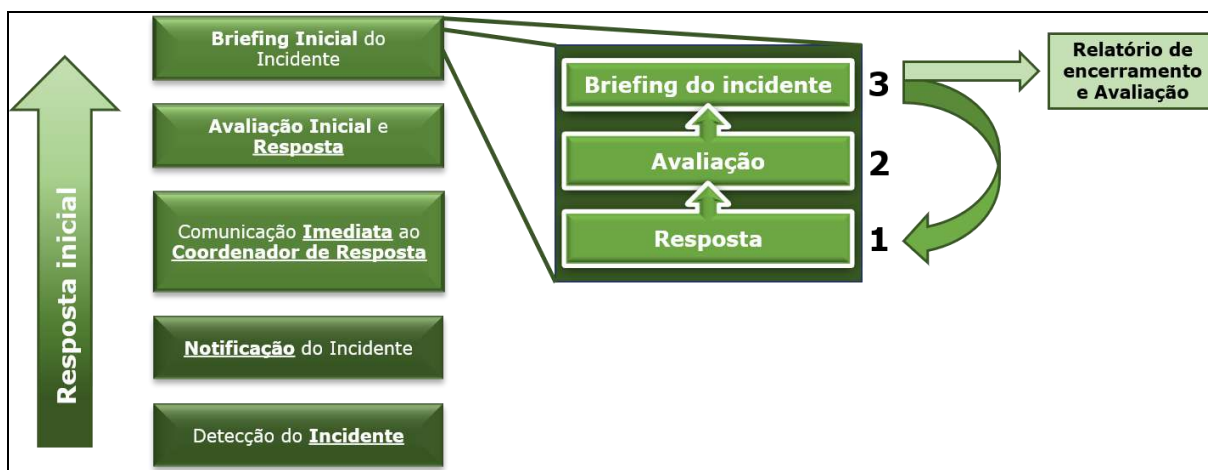 Resposta inicial
Briefing Inicial do
Incidente
Avaliação Inicial e
Resposta
Comunicação Imediata ao
Coordenador de Resposta
Notificação do Incidente
Detecção do Incidente
Briefing do incidente
3
Avaliação
2
Resposta
1
Relatório de
encerramento
e Avaliação